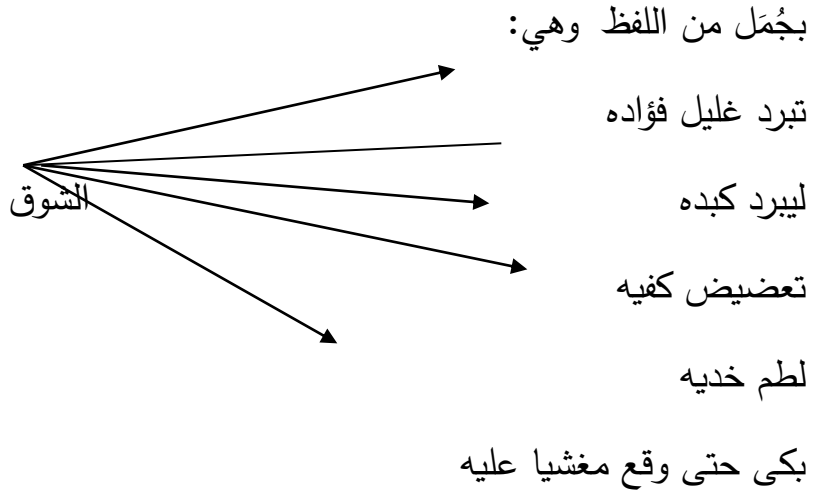 بجُمَل من اللفظ وهي:
تبرد غليل فؤاده
ليبرد كبده
الشوق
تعضيض كفيه
لطم خديه
بكى حتى وقع مغشيا عليه